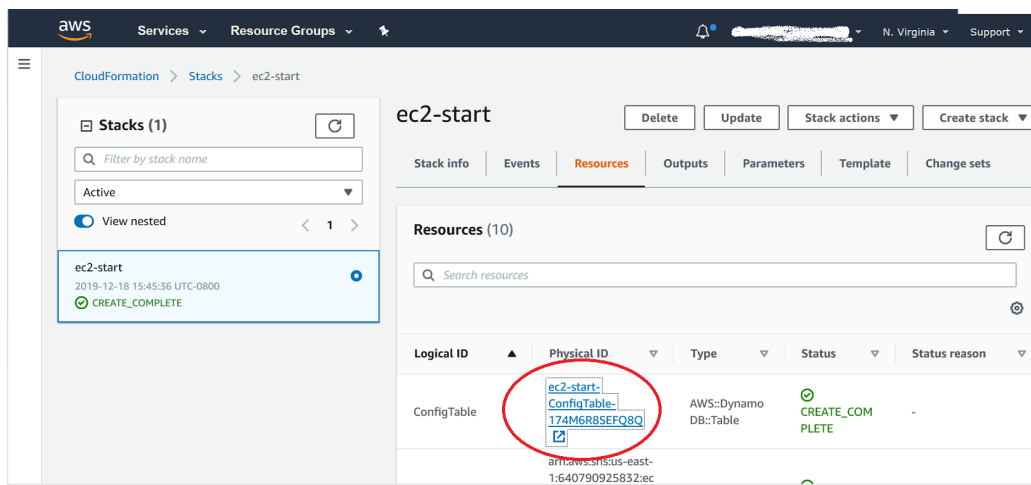 aws
Services
Resource Groups
N. Virginia
Support
CloudFormation
Stacks
ec2-start
Stacks (1)
Filter by stack name
Active
View nested
1
ec2-start
2019-12-18 15:45:36 UTC-0800
CREATE_COMPLETE
ec2-start
Delete
Update
Stack actions
Create stack
Stack info
Events
Resources
Outputs
Parameters
Template
Change sets
Resources (10)
Search resources
Logical ID
Physical ID
Type
Status
Status reason
ConfigTable
ec2-start-
ConfigTable-
174M6R8SEFQ8Q
AWS::Dynamo
DB::Table
CREATE_COM
PLETE
-
arn:aws:sns:us-east-
1:640790925832:ec